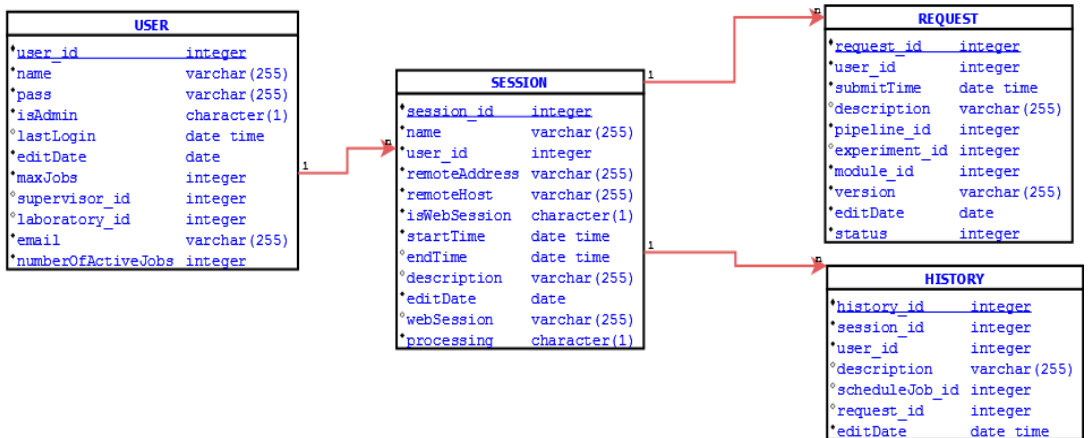 USER
user_id integer
name varchar(255)
pass varchar(255)
isAdmin character(1)
lastLogin date time
editDate date
maxJobs integer
supervisor_id integer
laboratory_id integer
email varchar(255)
numberOfActiveJobs integer
1
n
SESSION
session_id integer
name varchar(255)
user_id integer
remoteAddress varchar(255)
remoteHost varchar(255)
isWebSession character(1)
startTime date time
endTime date time
description varchar(255)
editDate date
webSession varchar(255)
processing character(1)
1
n
REQUEST
request_id integer
user_id integer
submitTime date time
description varchar(255)
pipeline_id integer
experiment_id integer
module_id integer
version varchar(255)
editDate date
status integer
1
n
HISTORY
history_id integer
session_id integer
user_id integer
description varchar(255)
scheduleJob_id integer
request_id integer
editDate date time